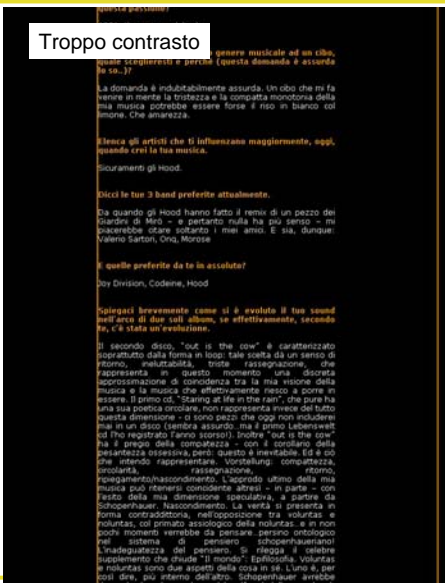 questa passione?
Troppo contrasto
genere musicale ad un cibo,
quale sceglieresti e perché (questa domanda è assurda
lo so..)?
La domanda è indubitabilmente assurda. Un cibo che mi fa
venire in mente la tristezza e la compatta monotonia della
mia musica potrebbe essere forse il riso in bianco col
limone. Che amarezza.
Elenca gli artisti che ti influenzano maggiormente, oggi,
quando crei la tua musica.
Sicuramenti gli Hood.
Dicci le tue 3 band preferite attualmente.
Da quando gli Hood hanno fatto il remix di un pezzo dei
Giardini di Mirò – e pertanto nulla ha più senso – mi
piacerebbe citare soltanto i miei amici. E sia, dunque:
Valerio Sartori, Onq, Morose
E quelle preferite da te in assoluto?
Joy Division, Codeine, Hood
Spiegaci brevemente come si è evoluto il tuo sound
nell'arco di due soli album, se effettivamente, secondo
te, c'è stata un'evoluzione.
Il secondo disco, "out is the cow" è caratterizzato
soprattutto dalla forma in loop: tale scelta dà un senso di
ritorno, ineluttabilità, triste rassegnazione, che
rappresenta in questo momento una discreta
approssimazione di coincidenza tra la mia visione della
musica e la musica che effettivamente riesco a porre in
essere. Il primo cd, "Staring at life in the rain", che pure ha
una sua poetica circolare, non rappresenta invece del tutto
questa dimensione - ci sono pezzi che oggi non includerei
mai in un disco (sembra assurdo..ma il primo Lebenswelt
cd l'ho registrato l'anno scorso!). Inoltre "out is the cow"
ha il pregio della compatezza - con il corollario della
pesantezza ossessiva, però: questo è inevitabile. Ed è ciò
che intendo rappresentare. Vorstellung: compattezza,
circolarità, rassegnazione, ritorno,
ripiegamento/nascondimento. L'approdo ultimo della mia
musica può ritenersi coincidente altresì – in parte – con
l'esito della mia dimensione speculativa, a partire da
Schopenhauer. Nascondimento. La verità si presenta in
forma contraddittoria, nell'opposizione tra voluntas e
noluntas, col primato assiologico della noluntas..e in non
pochi momenti verrebbe da pensare..persino ontologico
nel sistema di pensiero schopenhaueriano!
L'inadeguatezza del pensiero. Si rilegga il celebre
supplemento che chiude "Il mondo": Epifilosofia. Voluntas
e noluntas sono due aspetti della cosa in sé. L'uno è, per
così dire, più interno dell'altro. Schopenhauer avrebbe